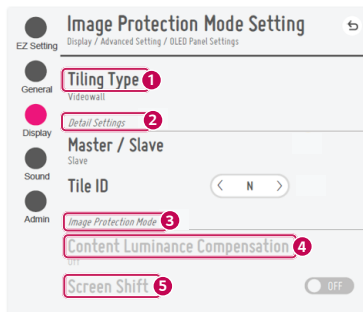 Image Protection Mode Setting
Display / Advanced Setting / OLED Panel Settings
EZ Setting
General
Display
Sound
Admin
Tiling Type 1
Videowall
Detail Settings 2
Master / Slave
Slave
Tile ID
N
Image Protection Mode 3
Content Luminance Compensation 4
Off
Screen Shift 5
OFF